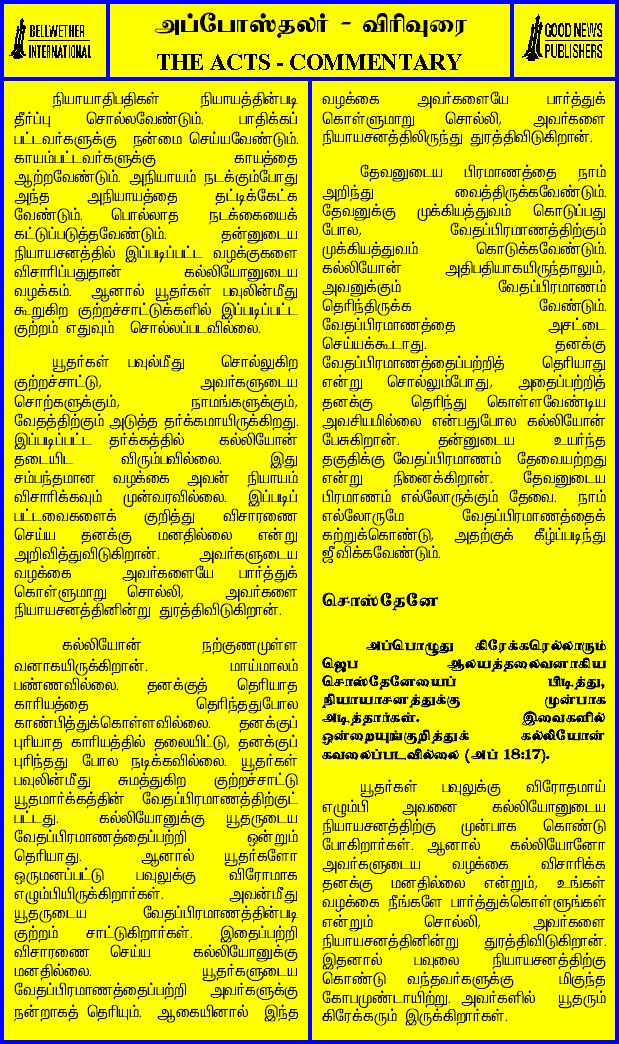 BELLWETHER
INTERNATIONAL
அப்போஸ்தலர் - விரிவுரை
THE ACTS - COMMENTARY
GOOD NEWS
PUBLISHERS
நியாயாதிபதிகள் நியாயத்தின்படி
தீர்ப்பு சொல்லவேண்டும். பாதிக்கப்
பட்டவர்களுக்கு நன்மை செய்யவேண்டும்.
காயம்பட்டவர்களுக்கு காயத்தை
ஆற்றவேண்டும். அநியாயம் நடக்கும்போது
அந்த அநியாயத்தை தட்டிக்கேட்க
வேண்டும். பொல்லாத நடக்கையைக்
கட்டுப்படுத்தவேண்டும். தன்னுடைய
நியாயசனத்தில் இப்படிப்பட்ட வழக்குகளை
விசாரிப்பதுதான் கல்லியோனுடைய
வழக்கம். ஆனால் யூதர்கள் பவுலின்மீது
கூறுகிற குற்றச்சாட்டுக்களில் இப்படிப்பட்ட
குற்றம் எதுவும் சொல்லப்படவில்லை.
யூதர்கள் பவுல்மீது சொல்லுகிற
குற்றச்சாட்டு, அவர்களுடைய
சொற்களுக்கும், நாமங்களுக்கும்,
வேதத்திற்கும் அடுத்த தர்க்கமாயிருக்கிறது.
இப்படிப்பட்ட தர்க்கத்தில் கல்லியோன்
தடையிட விரும்பவில்லை. இது
சம்பந்தமான வழக்கை அவன் நியாயம்
விசாரிக்கவும் முன்வரவில்லை. இப்படிப்
பட்டவைகளைக் குறித்து விசாரணை
செய்ய தனக்கு மனதில்லை என்று
அறிவித்துவிடுகிறான். அவர்களுடைய
வழக்கை அவர்களையே பார்த்துக்
கொள்ளுமாறு சொல்லி, அவர்களை
நியாயசனத்தினின்று துரத்திவிடுகிறான்.
கல்லியோன் நற்குணமுள்ள
வனாகயிருக்கிறான். மாய்மாலம்
பண்ணவில்லை. தனக்குத் தெரியாத
காரியத்தை தெரிந்ததுபோல
காண்பித்துக்கொள்ளவில்லை. தனக்குப்
புரியாத காரியத்தில் தலையிட்டு, தனக்குப்
புரிந்தது போல நடிக்கவில்லை. யூதர்கள்
பவுலின்மீது சுமத்துகிற குற்றச்சாட்டு
யூதமார்க்கத்தின் வேதப்பிரமாணத்திற்குட்
பட்டது. கல்லியோனுக்கு யூதருடைய
வேதப்பிரமாணத்தைப்பற்றி ஒன்றும்
தெரியாது. ஆனால் யூதர்களோ
ஒருமனப்பட்டு பவுலுக்கு விரோமாக
எழும்பியிருக்கிறார்கள். அவன்மீது
யூதருடைய வேதப்பிரமாணத்தின்படி
குற்றம் சாட்டுகிறார்கள். இதைப்பற்றி
விசாரணை செய்ய கல்லியோனுக்கு
மனதில்லை. யூதர்களுடைய
வேதப்பிரமாணத்தைப்பற்றி அவர்களுக்கு
நன்றாகத் தெரியும். ஆகையினால் இந்த
வழக்கை அவர்களையே பார்த்துக்
கொள்ளுமாறு சொல்லி, அவர்களை
நியாயசனத்திலிருந்து துரத்திவிடுகிறான்.
தேவனுடைய பிரமாணத்தை நாம்
அறிந்து வைத்திருக்கவேண்டும்.
தேவனுக்கு முக்கியத்துவம் கொடுப்பது
போல, வேதப்பிரமாணத்திற்கும்
முக்கியத்துவம் கொடுக்கவேண்டும்.
கல்லியோன் அதிபதியாகயிருந்தாலும்,
அவனுக்கும் வேதப்பிரமாணம்
தெரிந்திருக்க வேண்டும்.
வேதப்பிரமாணத்தை அசட்டை
செய்யக்கூடாது. தனக்கு
வேதப்பிரமாணத்தைப்பற்றித் தெரியாது
என்று சொல்லும்போது, அதைப்பற்றித்
தனக்கு தெரிந்து கொள்ளவேண்டிய
அவசியமில்லை என்பதுபோல கல்லியோன்
பேசுகிறான். தன்னுடைய உயர்ந்த
தகுதிக்கு வேதப்பிரமாணம் தேவையற்றது
என்று நினைக்கிறான். தேவனுடைய
பிரமாணம் எல்லோருக்கும் தேவை. நாம்
எல்லோருமே வேதப்பிரமாணத்தைக்
கற்றுக்கொண்டு, அதற்குக் கீழ்ப்படிந்து
ஜீவிக்கவேண்டும்.
சொஸ்தேனே
அப்பொழுது கிரேக்கரெல்லாரும்
ஜெப ஆலயத்தலைவனாகிய
சொஸ்தேனேயைப் பிடித்து,
நியாயாசனத்துக்கு முன்பாக
அடித்தார்கள். இவைகளில்
ஒன்றையுங்குறித்துக் கல்லியோன்
கவலைப்படவில்லை (அப் 18:17).
யூதர்கள் பவுலுக்கு விரோதமாய்
எழும்பி அவனை கல்லியோனுடைய
நியாயசனத்திற்கு முன்பாக கொண்டு
போகிறார்கள். ஆனால் கல்லியோனோ
அவர்களுடைய வழக்கை விசாரிக்க
தனக்கு மனதில்லை என்றும், உங்கள்
வழக்கை நீங்களே பார்த்துக்கொள்ளுங்கள்
என்றும் சொல்லி, அவர்களை
நியாயசனத்தினின்று துரத்திவிடுகிறான்.
இதனால் பவுலை நியாயசனத்திற்கு
கொண்டு வந்தவர்களுக்கு மிகுந்த
கோபமுண்டாயிற்று. அவர்களில் யூதரும்
கிரேக்கரும் இருக்கிறார்கள்.